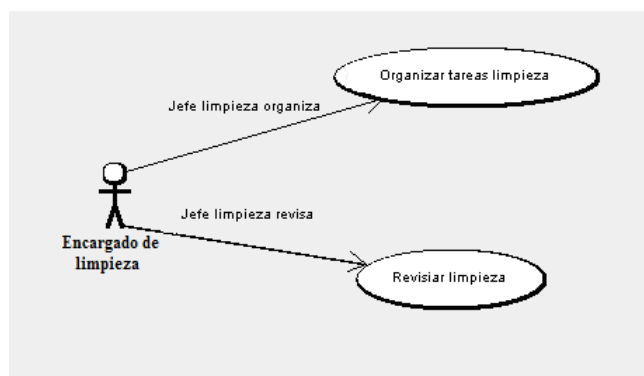 Organizar tareas limpieza
Jefe limpieza organiza
Jefe limpieza revisa
Encargado de
limpieza
Revisiar limpieza